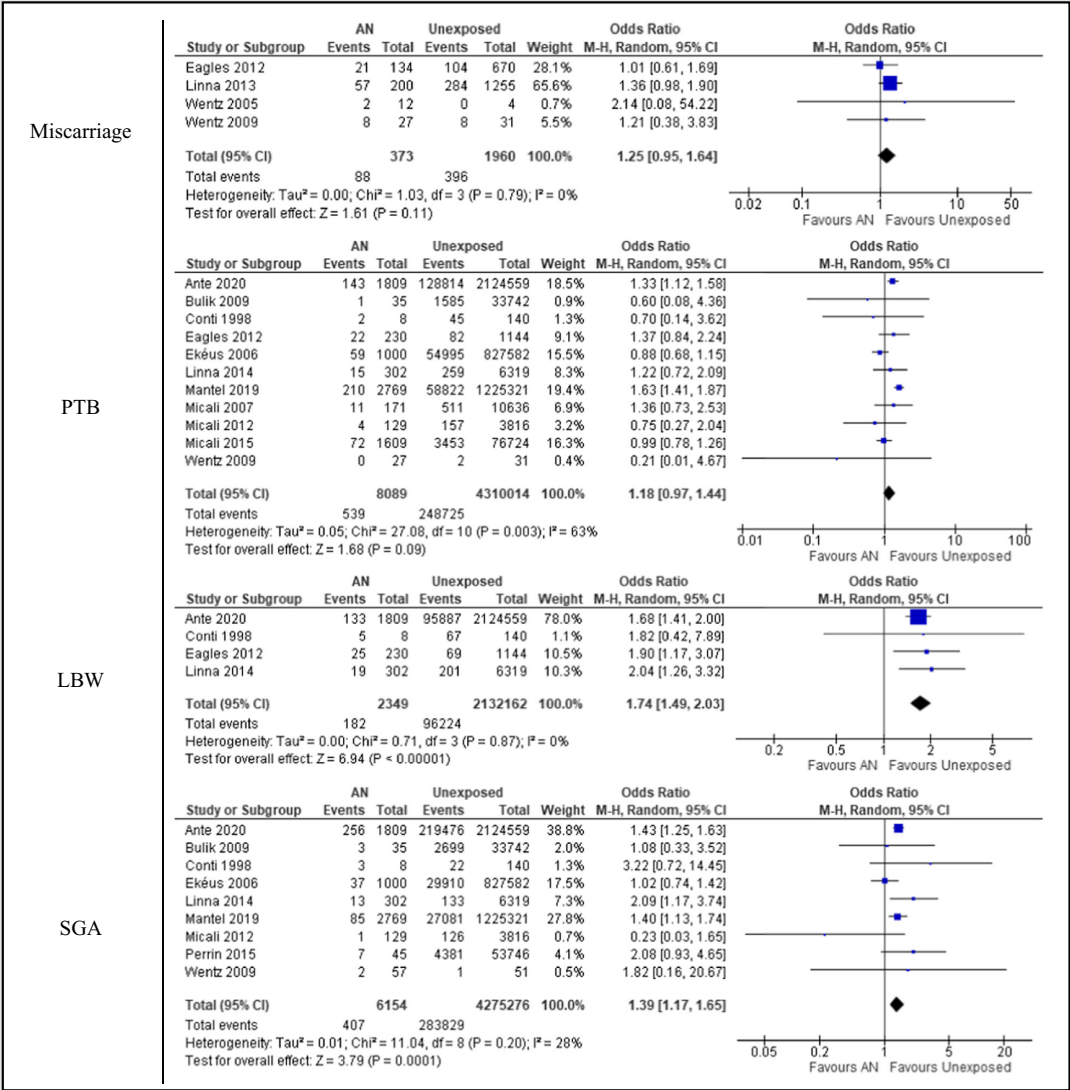 AN Unexposed Odds Ratio Odds Ratio
Study or Subgroup Events Total Events Total Weight M-H, Random, 95% CI M-H, Random, 95% CI
Eagles 2012 21 134 104 670 28.1% 1.01 [0.61, 1.69]
Linna 2013 57 200 284 1255 65.6% 1.36 [0.98, 1.90]
Wentz 2005 2 12 0 4 0.7% 2.14 [0.08, 54.22]
Wentz 2009 8 27 8 31 5.5% 1.21 [0.38, 3.83]
Miscarriage
Total (95% CI) 373 1960 100.0% 1.25 [0.95, 1.64]
Total events 88 396
Heterogeneity: Tau² = 0.00; Chi² = 1.03, df = 3 (P = 0.79); I² = 0%
Test for overall effect: Z = 1.61 (P = 0.11)
0.02 0.1 1 10 50
Favours AN Favours Unexposed
AN Unexposed Odds Ratio Odds Ratio
Study or Subgroup Events Total Events Total Weight M-H, Random, 95% CI M-H, Random, 95% CI
Ante 2020 143 1809 128814 2124559 18.5% 1.33 [1.12, 1.58]
Bulik 2009 1 35 1585 33742 0.9% 0.60 [0.08, 4.36]
Conti 1998 2 8 45 140 1.3% 0.70 [0.14, 3.62]
Eagles 2012 22 230 82 1144 9.1% 1.37 [0.84, 2.24]
Ekéus 2006 59 1000 54995 827582 15.5% 0.88 [0.68, 1.15]
Linna 2014 15 302 259 6319 8.3% 1.22 [0.72, 2.09]
Mantel 2019 210 2769 58822 1225321 19.4% 1.63 [1.41, 1.87]
PTB
Micali 2007 11 171 511 10636 6.9% 1.36 [0.73, 2.53]
Micali 2012 4 129 157 3816 3.2% 0.75 [0.27, 2.04]
Micali 2015 72 1609 3453 76724 16.3% 0.99 [0.78, 1.26]
Wentz 2009 0 27 2 31 0.4% 0.21 [0.01, 4.67]
Total (95% CI) 8089 4310014 100.0% 1.18 [0.97, 1.44]
Total events 539 248725
Heterogeneity: Tau² = 0.05; Chi² = 27.08, df = 10 (P = 0.003); I² = 63%
Test for overall effect: Z = 1.68 (P = 0.09)
0.01 0.1 1 10 100
Favours AN Favours Unexposed
AN Unexposed Odds Ratio Odds Ratio
Study or Subgroup Events Total Events Total Weight M-H, Random, 95% CI M-H, Random, 95% CI
Ante 2020 133 1809 95887 2124559 78.0% 1.68 [1.41, 2.00]
Conti 1998 5 8 67 140 1.1% 1.82 [0.42, 7.89]
Eagles 2012 25 230 69 1144 10.5% 1.90 [1.17, 3.07]
Linna 2014 19 302 201 6319 10.3% 2.04 [1.26, 3.32]
LBW
Total (95% CI) 2349 2132162 100.0% 1.74 [1.49, 2.03]
Total events 182 96224
Heterogeneity: Tau² = 0.00; Chi² = 0.71, df = 3 (P = 0.87); I² = 0%
Test for overall effect: Z = 6.94 (P < 0.00001)
0.2 0.5 1 2 5
Favours AN Favours Unexposed
AN Unexposed Odds Ratio Odds Ratio
Study or Subgroup Events Total Events Total Weight M-H, Random, 95% CI M-H, Random, 95% CI
Ante 2020 256 1809 219476 2124559 38.8% 1.43 [1.25, 1.63]
Bulik 2009 3 35 2699 33742 2.0% 1.08 [0.33, 3.52]
Conti 1998 3 8 22 140 1.3% 3.22 [0.72, 14.45]
Ekéus 2006 37 1000 29910 827582 17.5% 1.02 [0.74, 1.42]
Linna 2014 13 302 133 6319 7.3% 2.09 [1.17, 3.74]
Mantel 2019 85 2769 27081 1225321 27.8% 1.40 [1.13, 1.74]
SGA
Micali 2012 1 129 126 3816 0.7% 0.23 [0.03, 1.65]
Perrin 2015 7 45 4381 53746 4.1% 2.08 [0.93, 4.65]
Wentz 2009 2 57 1 51 0.5% 1.82 [0.16, 20.67]
Total (95% CI) 6154 4275276 100.0% 1.39 [1.17, 1.65]
Total events 407 283829
Heterogeneity: Tau² = 0.01; Chi² = 11.04, df = 8 (P = 0.20); I² = 28%
Test for overall effect: Z = 3.79 (P = 0.0001)
0.05 0.2 1 5 20
Favours AN Favours Unexposed